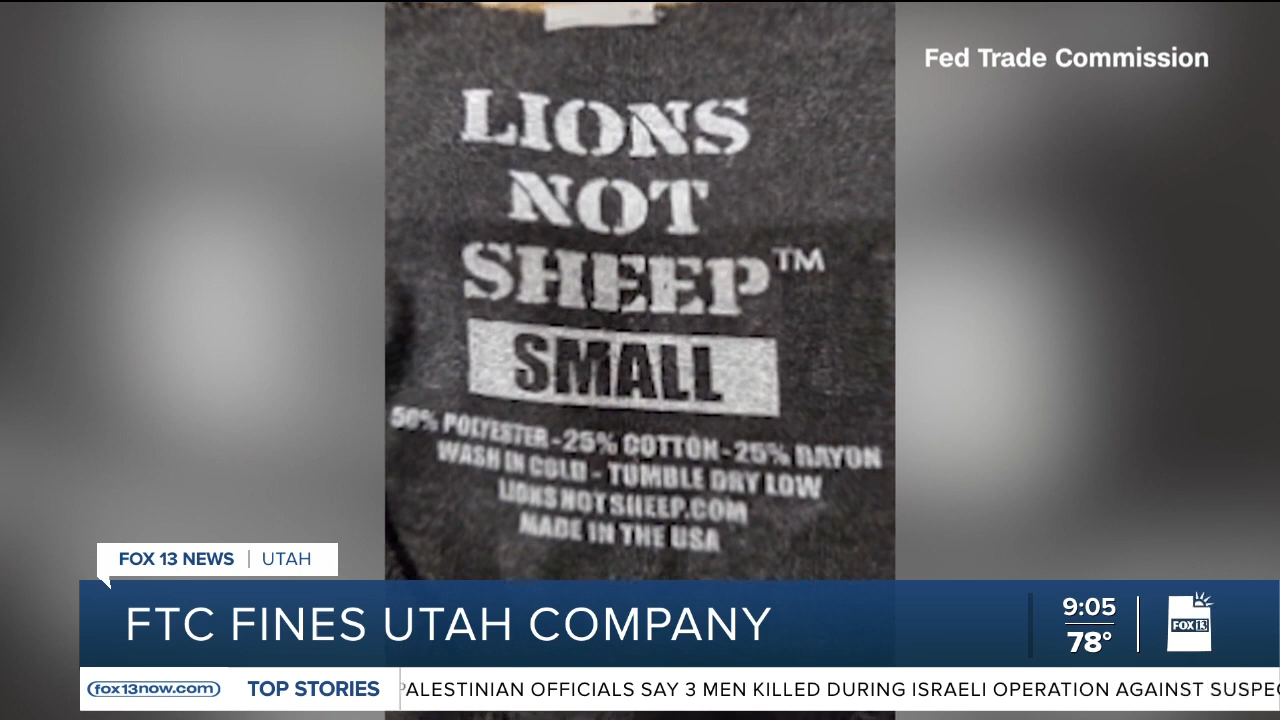 Fed Trade Commission
LIONS
NOT
SHEEP™
SMALL
50% POLYESTER-25% COTTON-25% RAYON
WASH IN COLD - TUMBLE DRY LOW
LIONSNOTSHEEP.COM
MADE IN THE USA
FOX 13 NEWS | UTAH
FTC FINES UTAH COMPANY
9:05
78°
FOX 13
fox13now.com
TOP STORIES
PALESTINIAN OFFICIALS SAY 3 MEN KILLED DURING ISRAELI OPERATION AGAINST SUSPEC